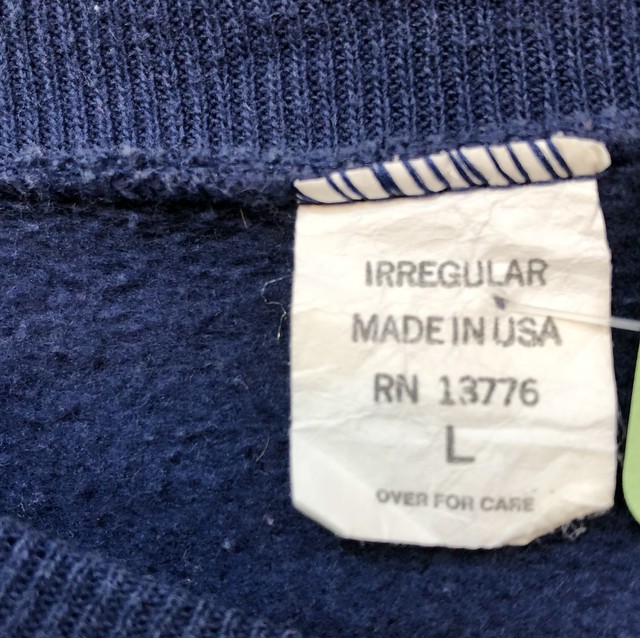 IRREGULAR
MADE IN USA
RN 13776
L
OVER FOR CARE